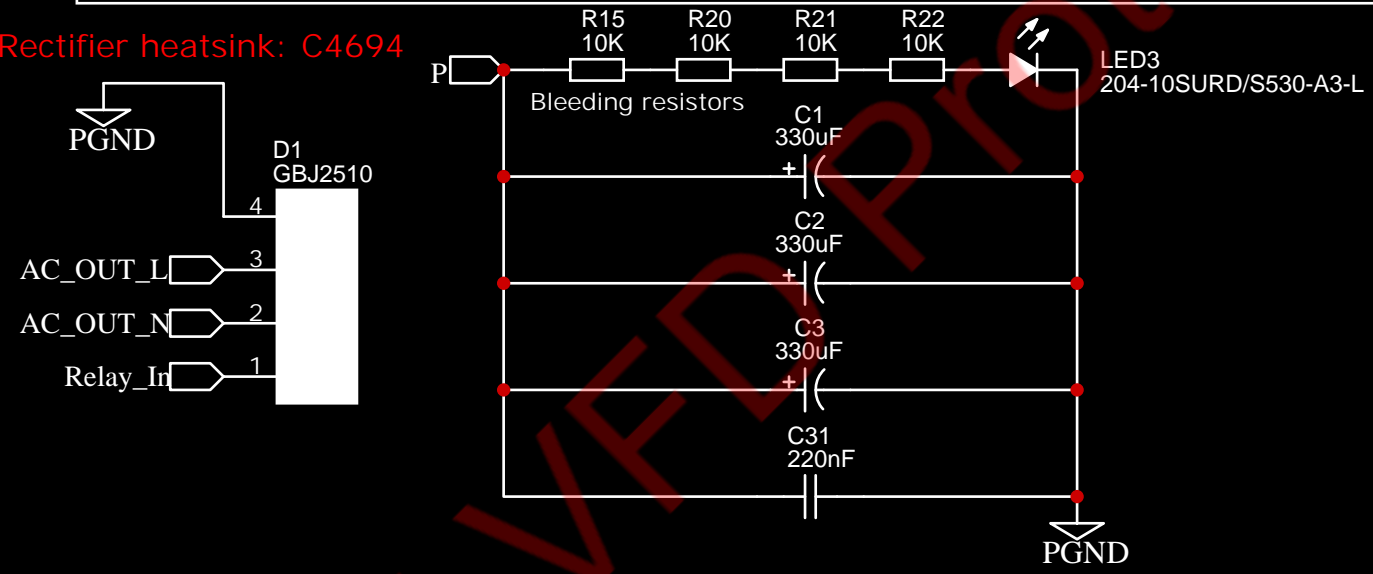 R15 R20 R21 R22
10K 10K 10K 10K
Rectifier heatsink: C4694
P
LED3
204-10SURD/S530-A3-L
Bleeding resistors
C1
330uF
+
PGND
D1
GBJ2510
4
C2
330uF
+
AC_OUT_L 3
AC_OUT_N 2
C3
330uF
+
Relay_In 1
C31
220nF
PGND
VFD Prot